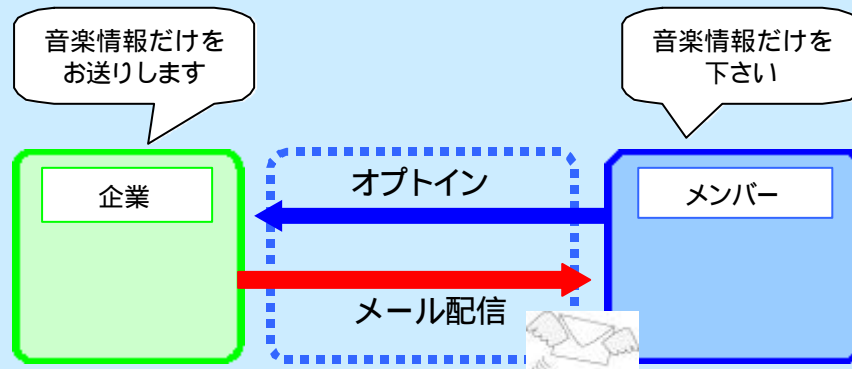 音楽情報だけを
お送りします
音楽情報だけを
下さい
企業
オプトイン
メンバー
メール配信